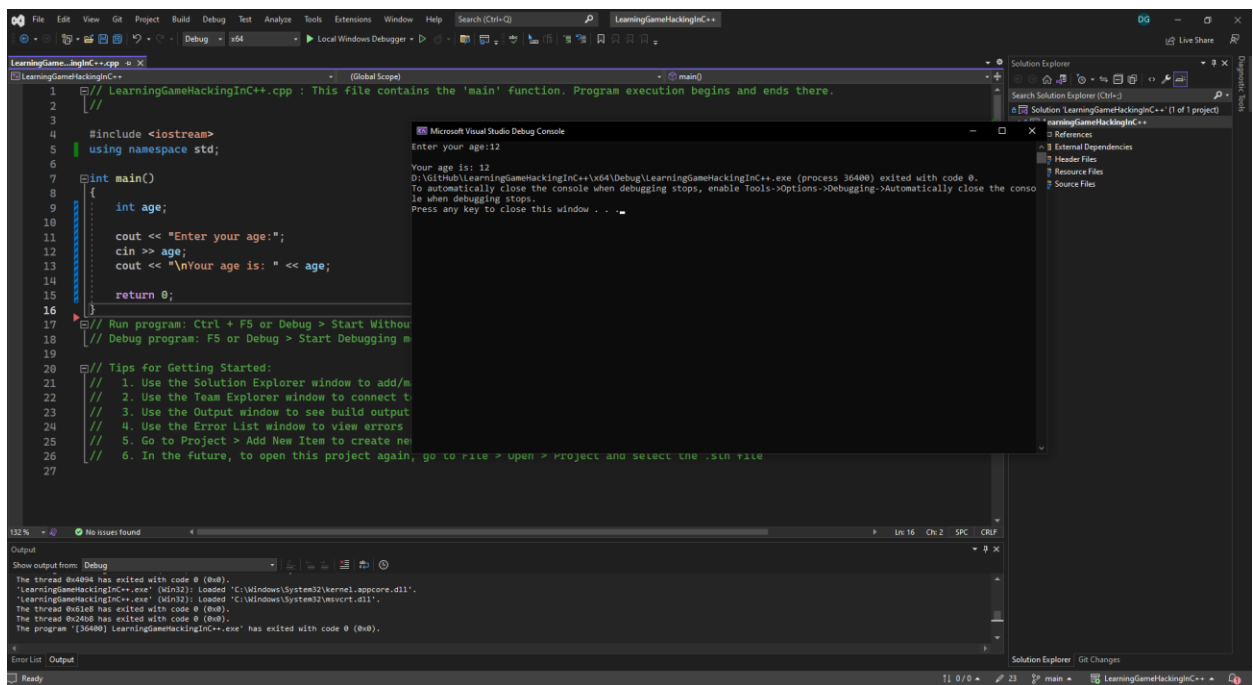 File Edit View Git Project Build Debug Test Analyze Tools Extensions Window Help Search (Ctrl+Q) LearningGameHackingInC++ DG
Debug x64 Local Windows Debugger Live Share
LearningGame...ingInC++.cpp
LearningGameHackingInC++ (Global Scope) main()
1 // LearningGameHackingInC++.cpp : This file contains the 'main' function. Program execution begins and ends there.
2 //
3
4 #include <iostream>
5 using namespace std;
6
7 int main()
8 {
9 int age;
10
11 cout << "Enter your age:";
12 cin >> age;
13 cout << "\nYour age is: " << age;
14
15 return 0;
16 }
17 // Run program: Ctrl + F5 or Debug > Start Withou
18 // Debug program: F5 or Debug > Start Debugging
19
20 // Tips for Getting Started:
21 // 1. Use the Solution Explorer window to add/m
22 // 2. Use the Team Explorer window to connect t
23 // 3. Use the Output window to see build output
24 // 4. Use the Error List window to view errors
25 // 5. Go to Project > Add New Item to create ne
26 // 6. In the future, to open this project again, go to File > Open > Project and select the .sln file
27
Microsoft Visual Studio Debug Console
Enter your age:12
Your age is: 12
D:\GitHub\LearningGameHackingInC++\x64\Debug\LearningGameHackingInC++.exe (process 36400) exited with code 0.
To automatically close the console when debugging stops, enable Tools->Options->Debugging->Automatically close the conso
le when debugging stops.
Press any key to close this window . . .
Solution Explorer
Search Solution Explorer (Ctrl+;)
Solution 'LearningGameHackingInC++' (1 of 1 project)
earningGameHackingInC++
References
External Dependencies
Header Files
Resource Files
Source Files
Diagnostic Tools
132 % No issues found Ln: 16 Ch: 2 SPC CRLF
Output
Show output from: Debug
The thread 0x4094 has exited with code 0 (0x0).
'LearningGameHackingInC++.exe' (Win32): Loaded 'C:\Windows\System32\kernel.appcore.dll'.
'LearningGameHackingInC++.exe' (Win32): Loaded 'C:\Windows\System32\msvcrt.dll'.
The thread 0x61e8 has exited with code 0 (0x0).
The thread 0x24b8 has exited with code 0 (0x0).
The program '[36400] LearningGameHackingInC++.exe' has exited with code 0 (0x0).
Error List Output
Solution Explorer Git Changes
Ready 0 / 0 23 main LearningGameHackingInC++